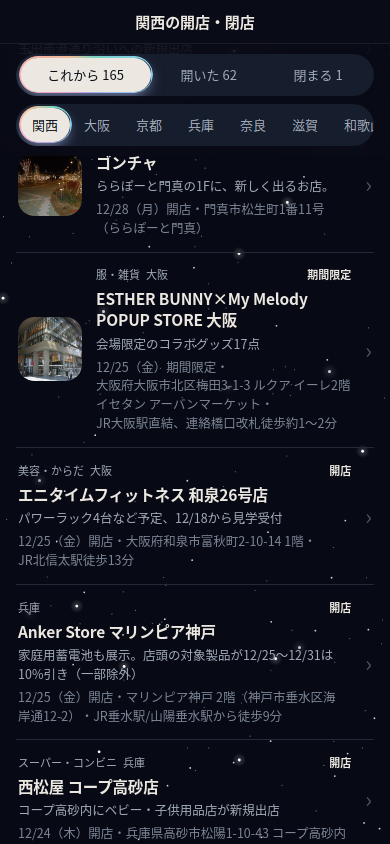 関西の開店・閉店
これから 165
開いた 62
閉まる 1
関西
大阪
京都
兵庫
奈良
滋賀
和歌
ゴンチャ
ららぽーと門真の1Fに、新しく出るお店。
12/28（月）開店・門真市松生町1番11号
（ららぽーと門真）
服・雑貨 大阪
期間限定
ESTHER BUNNY×My Melody
POPUP STORE 大阪
会場限定のコラボグッズ17点
12/25（金）期間限定・
大阪府大阪市北区梅田3-1-3 ルクア イーレ2階
イセタン アーバンマーケット・
JR大阪駅直結、連絡橋口改札徒歩約1〜2分
美容・からだ 大阪
開店
エニタイムフィットネス 和泉26号店
パワーラック4台など予定、12/18から見学受付
12/25（金）開店・大阪府和泉市富秋町2-10-14 1階・
JR北信太駅徒歩13分
兵庫
開店
Anker Store マリンピア神戸
家庭用蓄電池も展示。店頭の対象製品が12/25〜12/31は
10%引き（一部除外）
12/25（金）開店・マリンピア神戸 2階（神戸市垂水区海
岸通12-2）・JR垂水駅/山陽垂水駅から徒歩9分
スーパー・コンビニ 兵庫
開店
西松屋 コープ高砂店
コープ高砂内にベビー・子供用品店が新規出店
12/24（木）開店・兵庫県高砂市松陽1-10-43 コープ高砂内